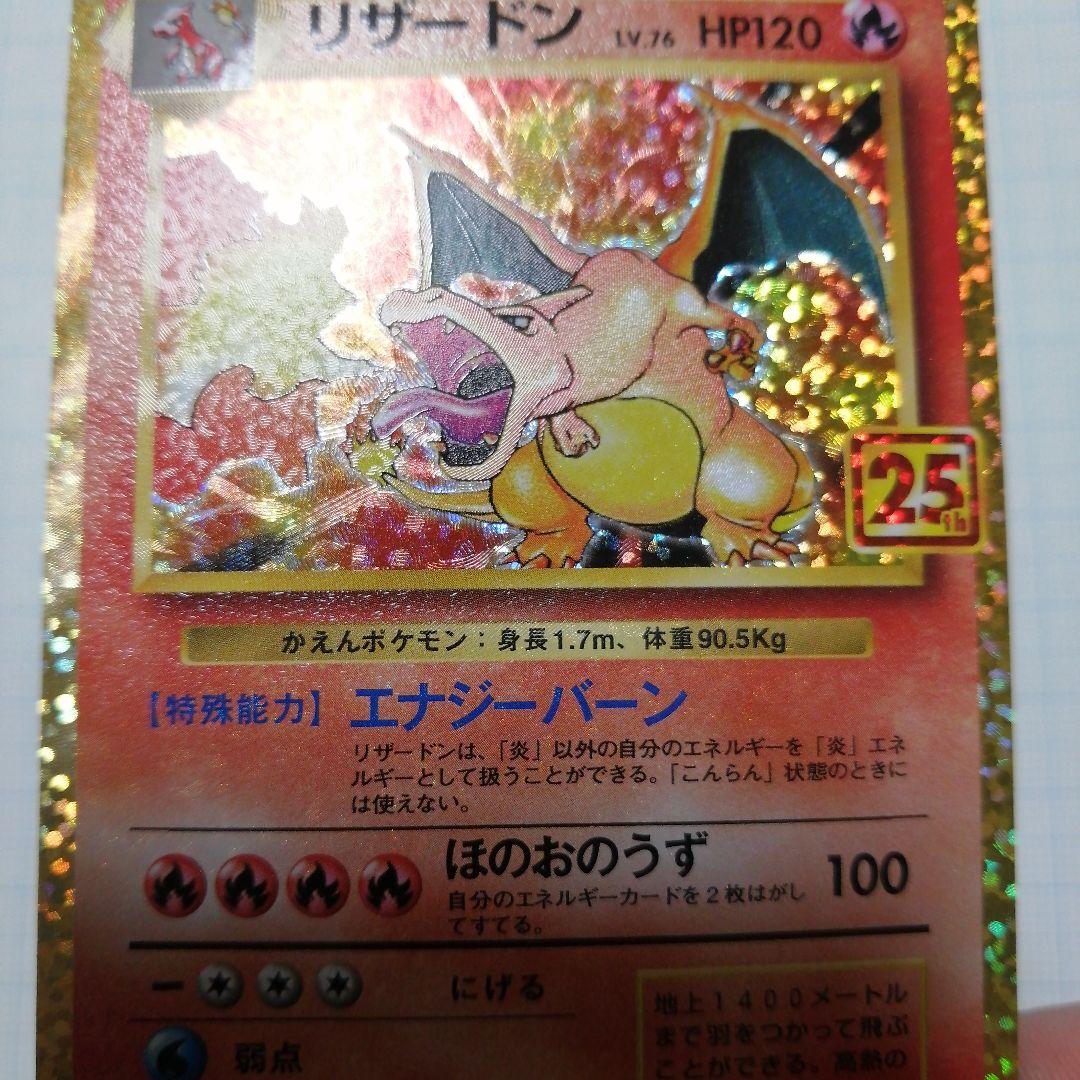 リザードン LV.76 HP120
25th
かえんポケモン：身長1.7m、体重90.5Kg
【特殊能力】エナジーバーン
リザードンは、「炎」以外の自分のエネルギーを「炎」エネ
ルギーとして扱うことができる。「こんらん」状態のときに
は使えない。
ほのおのうず 100
自分のエネルギーカードを２枚はがし
てすてる。
にげる
弱点
地上１４００メートル
まで羽をつかって飛ぶ
ことができる。高熱の